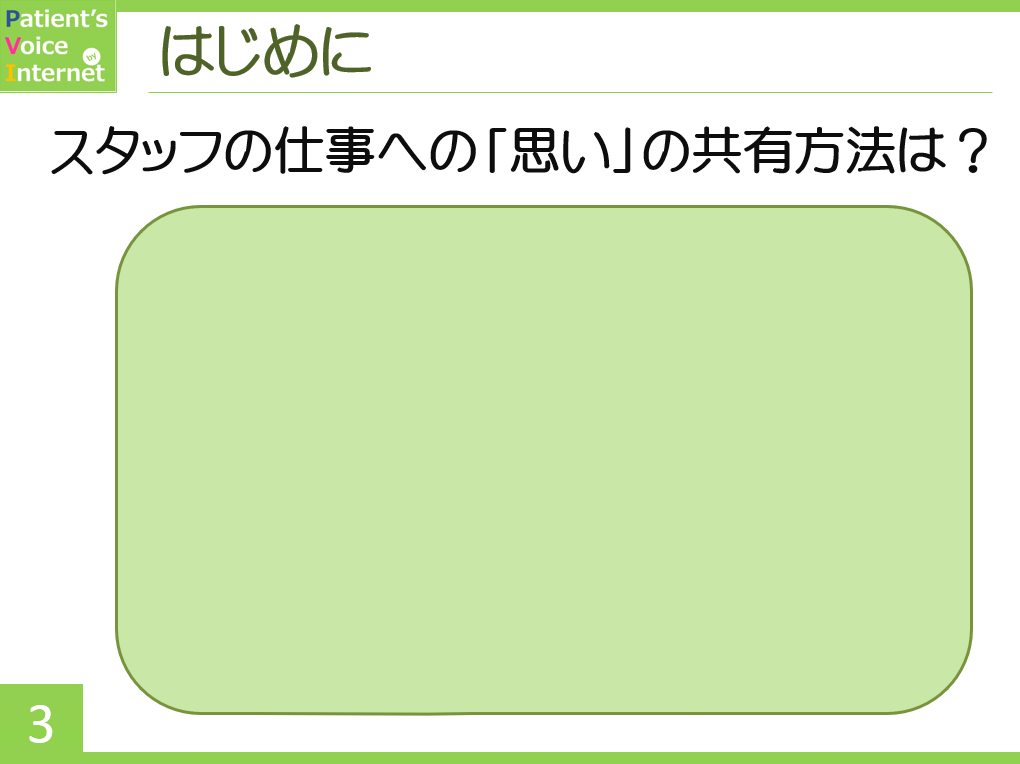 Patient's
Voice
by
Internet
はじめに
スタッフの仕事への「思い」の共有方法は？
3